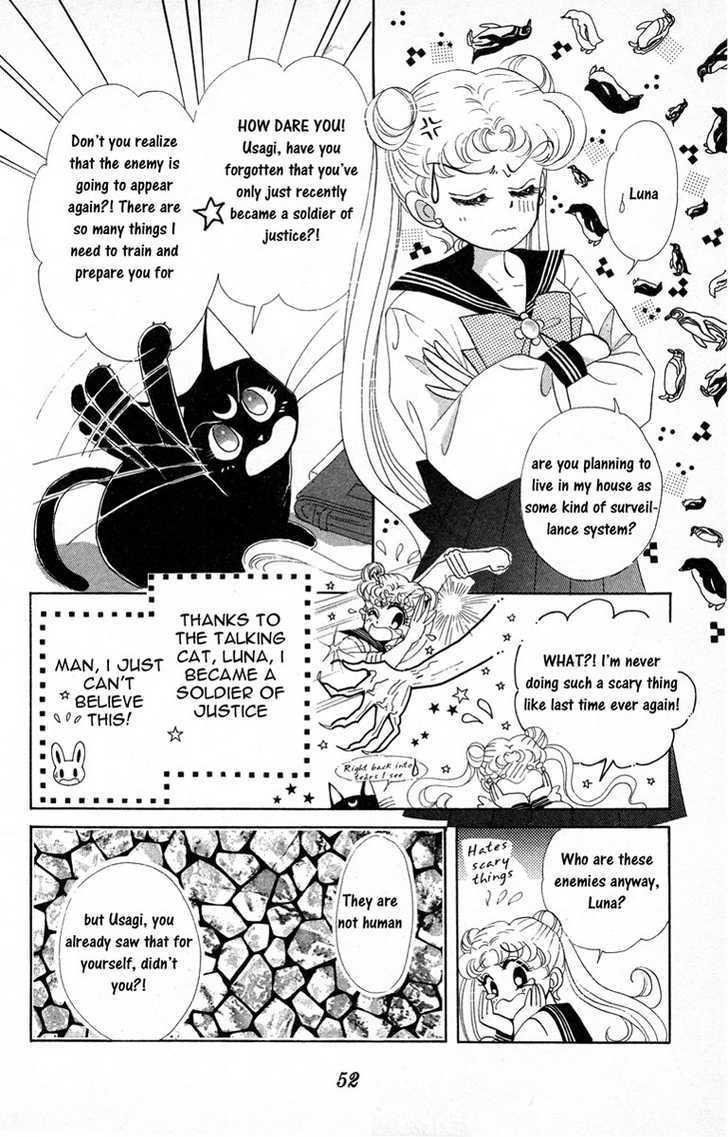 Luna
are you planning to
live in my house as
some kind of surveil-
lance system?
HOW DARE YOU!
Usagi, have you
forgotten that you've
only just recently
became a soldier of
justice?!
Don't you realize
that the enemy is
going to appear
again?! There are
so many things I
need to train and
prepare you for
WHAT?! I'm never
doing such a scary thing
like last time ever again!
Right back into
tears I see
THANKS TO
THE TALKING
CAT, LUNA, I
BECAME A
SOLDIER OF
JUSTICE
MAN, I JUST
CAN'T
BELIEVE
THIS!
Who are these
enemies anyway,
Luna?
Hates
scary
things
They are
not human
but Usagi, you
already saw that for
yourself, didn't
you?!
52